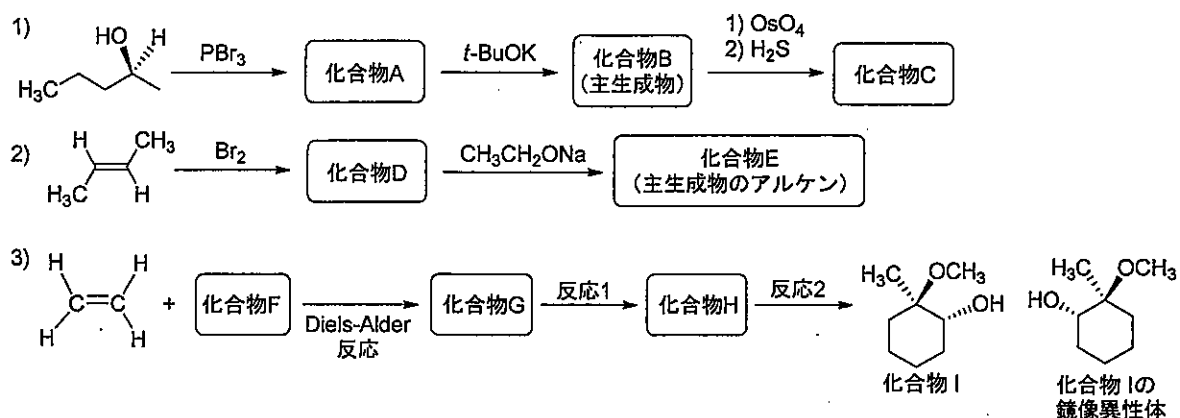 1)
HO H
H3C
PBr3
化合物A
t-BuOK
化合物B
(主生成物)
1) OsO4
2) H2S
化合物C
2)
H CH3
H3C H
Br2
化合物D
CH3CH2ONa
化合物E
(主生成物のアルケン)
3)
H H
C=C
H H
+
化合物F
Diels-Alder
反応
化合物G
反応1
化合物H
反応2
H3C OCH3
OH
化合物 I
H3C OCH3
HO
化合物 Iの
鏡像異性体